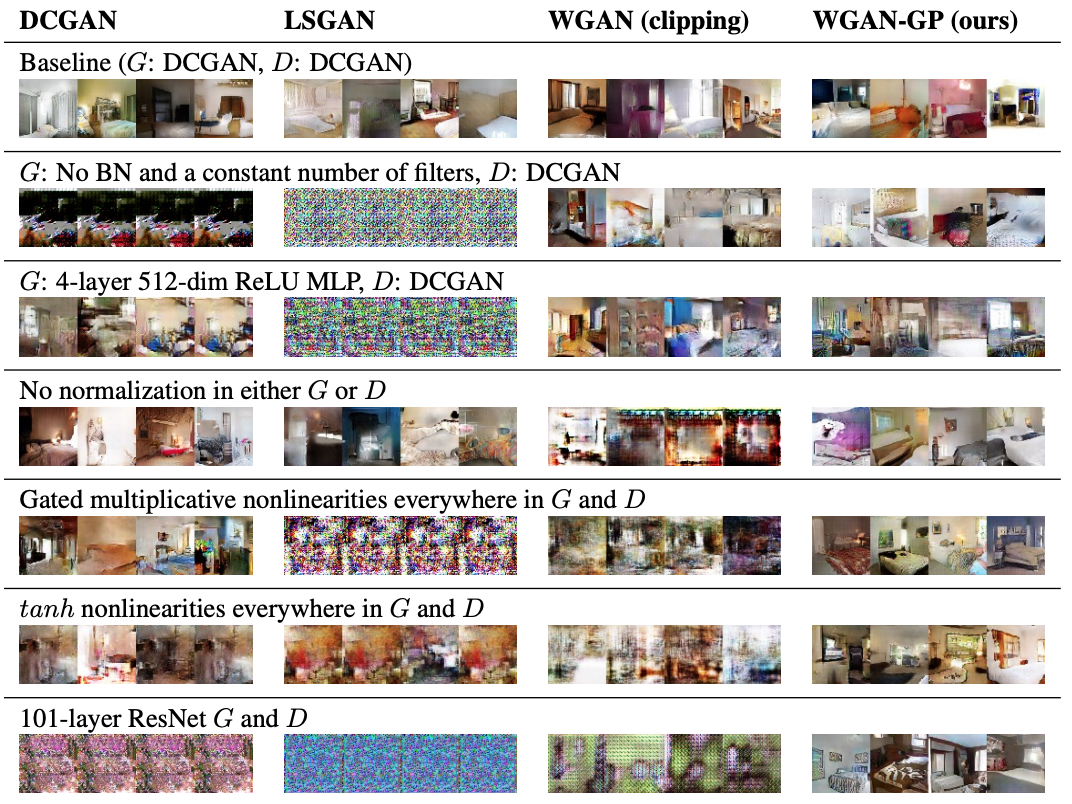 DCGAN LSGAN WGAN (clipping) WGAN-GP (ours)
Baseline (G: DCGAN, D: DCGAN)
G: No BN and a constant number of filters, D: DCGAN
G: 4-layer 512-dim ReLU MLP, D: DCGAN
No normalization in either G or D
Gated multiplicative nonlinearities everywhere in G and D
tanh nonlinearities everywhere in G and D
101-layer ResNet G and D